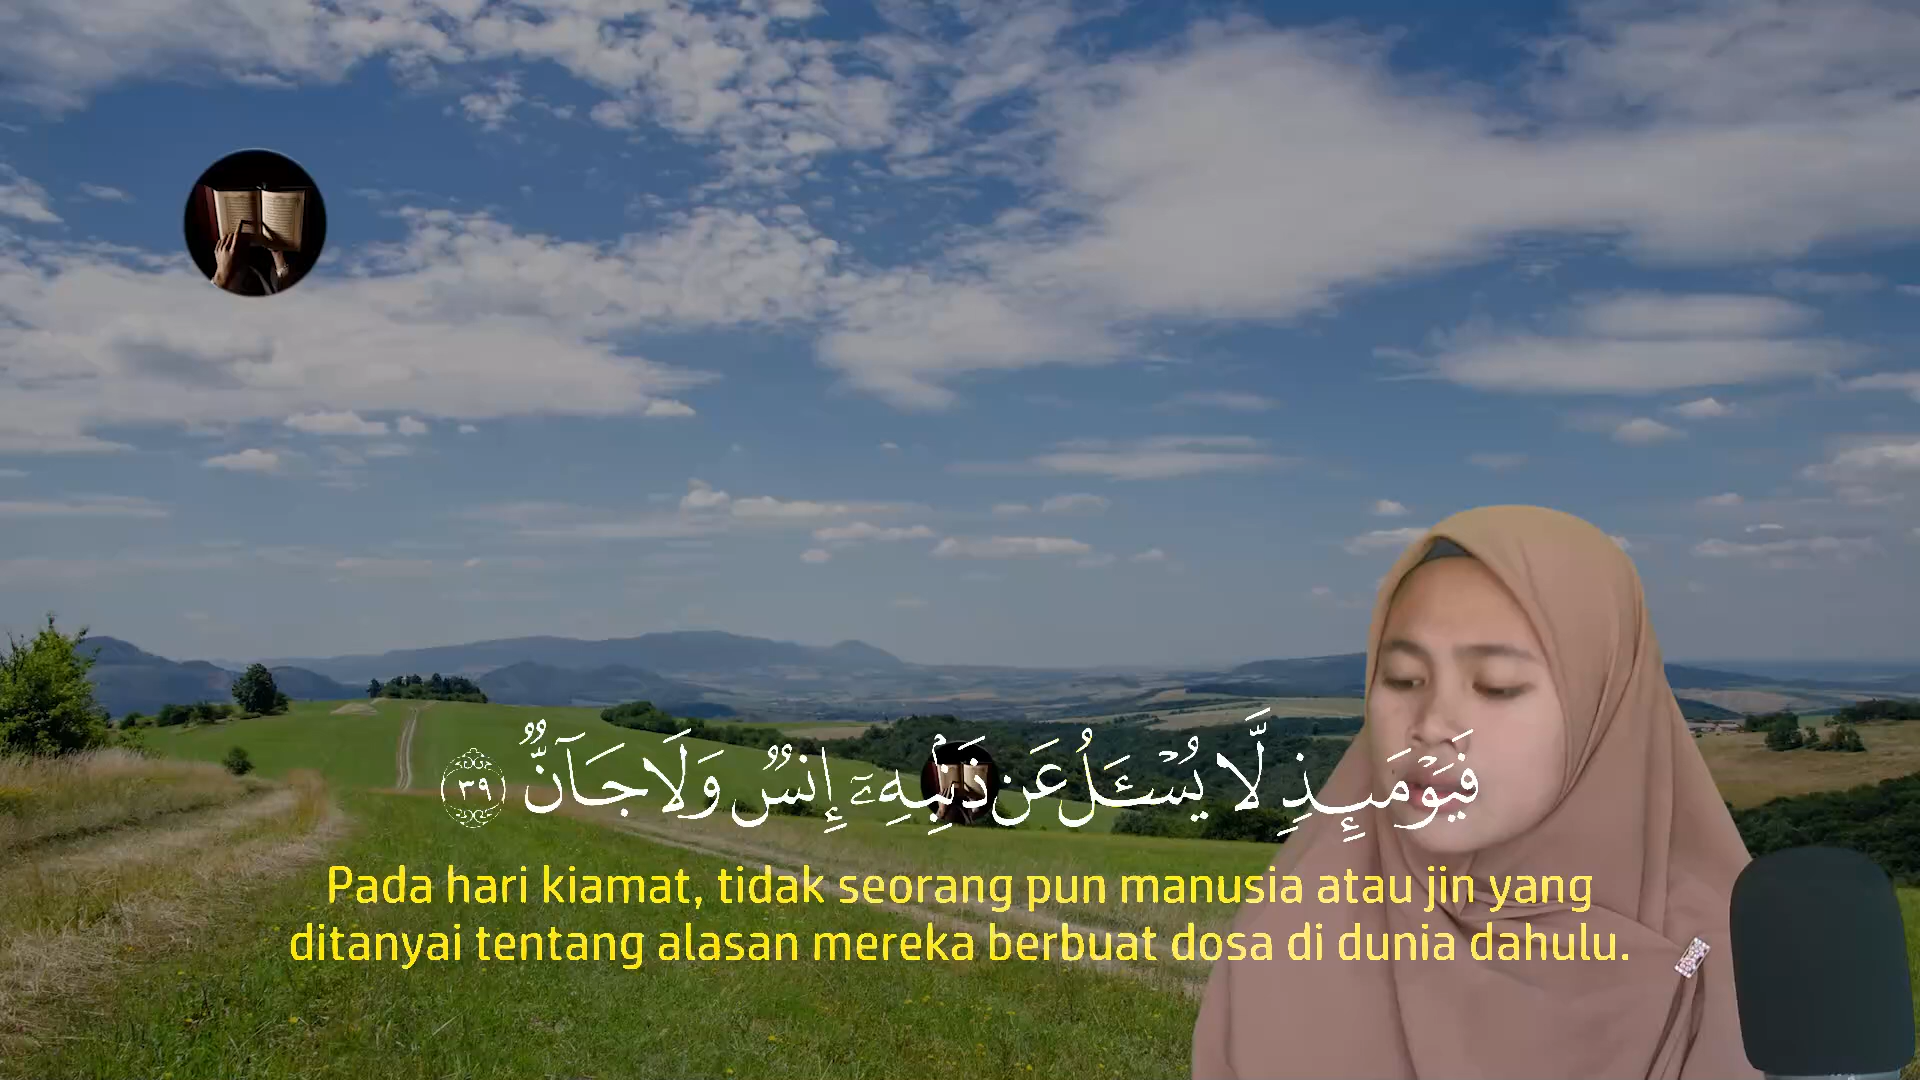 فَيَوْمَئِذٍ لَّا يُسْـَٔلُ عَن ذَنۢبِهِۦٓ إِنسٌ وَلَا جَآنٌّ ﴿٣٩﴾
Pada hari kiamat, tidak seorang pun manusia atau jin yang
ditanyai tentang alasan mereka berbuat dosa di dunia dahulu.